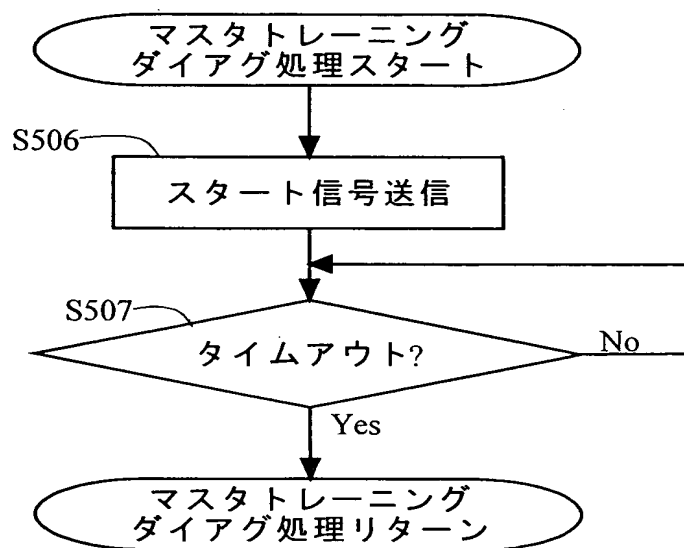 マスタトレーニング
ダイアグ処理スタート
S506
スタート信号送信
S507
タイムアウト?
No
Yes
マスタトレーニング
ダイアグ処理リターン